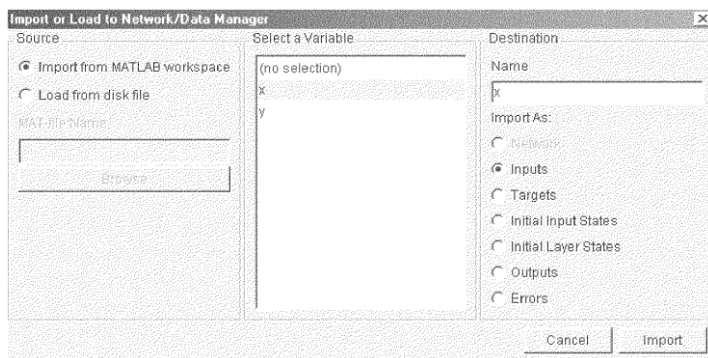 Import or Load to Network/Data Manager
Source
Import from MATLAB workspace
Load from disk file
MAT-file Name
Browse
Select a Variable
(no selection)
x
y
Destination
Name
x
Import As:
Network
Inputs
Targets
Initial Input States
Initial Layer States
Outputs
Errors
Cancel
Import